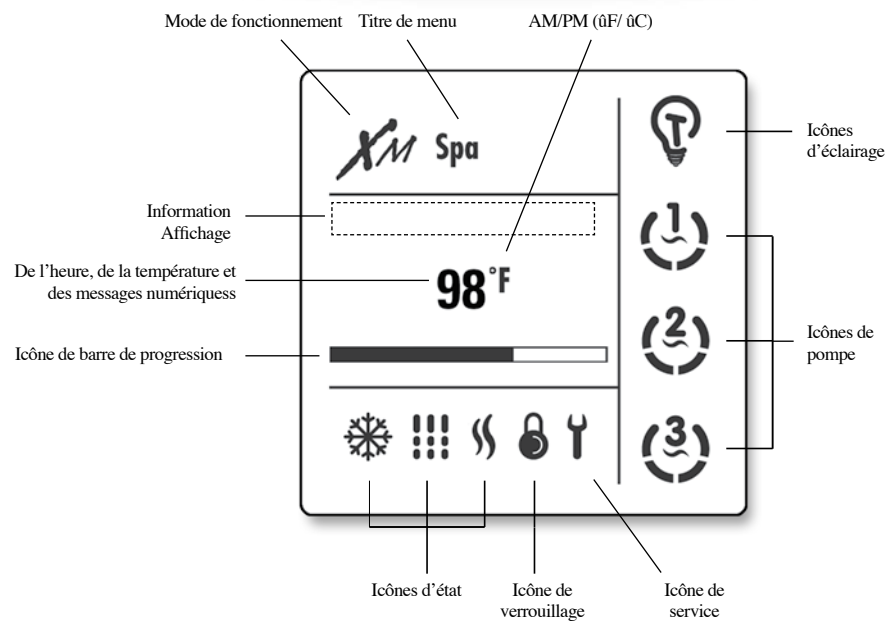 Mode de fonctionnement Titre de menu AM/PM (ûF/ ûC)
XM Spa
Icônes
d’éclairage
1
Information
Affichage
De l’heure, de la température et
des messages numériquess
98°F
2
Icônes de
pompe
Icône de barre de progression
3
Icônes d’état
Icône de
verrouillage
Icône de
service